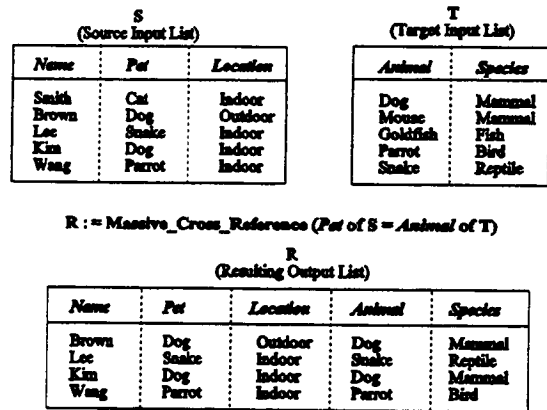 S
(Source Input List)
Name Pet Location
Smith Cat Indoor
Brown Dog Outdoor
Lee Snake Indoor
Kim Dog Indoor
Wang Parrot Indoor
T
(Target Input List)
Animal Species
Dog Mammal
Mouse Mammal
Goldfish Fish
Parrot Bird
Snake Reptile
R : = Massive_Cross_Reference (Pet of S = Animal of T)
R
(Resulting Output List)
Name Pet Location Animal Species
Brown Dog Outdoor Dog Mammal
Lee Snake Indoor Snake Reptile
Kim Dog Indoor Dog Mammal
Wang Parrot Indoor Parrot Bird